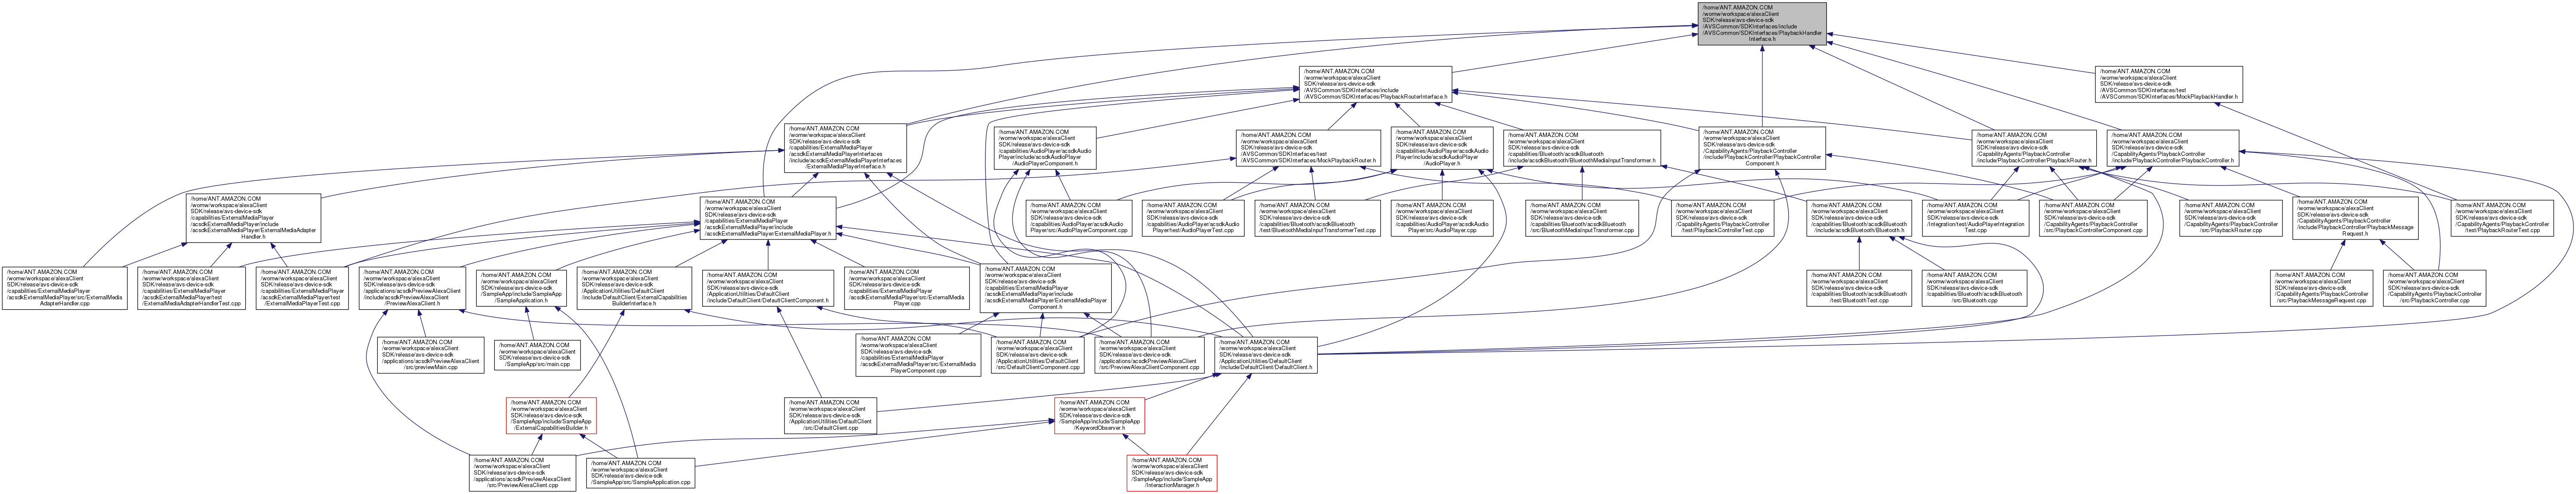 /home/ANT.AMAZON.COM
/womw/workspace/alexaClient
SDK/release/avs-device-sdk
/AVSCommon/SDKInterfaces/include
/AVSCommon/SDKInterfaces/PlaybackHandler
Interface.h
/home/ANT.AMAZON.COM
/womw/workspace/alexaClient
SDK/release/avs-device-sdk
/AVSCommon/SDKInterfaces/include
/AVSCommon/SDKInterfaces/PlaybackRouterInterface.h
/home/ANT.AMAZON.COM
/womw/workspace/alexaClient
SDK/release/avs-device-sdk
/AVSCommon/SDKInterfaces/test
/AVSCommon/SDKInterfaces/MockPlaybackHandler.h
/home/ANT.AMAZON.COM
/womw/workspace/alexaClient
SDK/release/avs-device-sdk
/capabilities/ExternalMediaPlayer
/acsdkExternalMediaPlayerInterfaces
/include/acsdkExternalMediaPlayerInterfaces
/ExternalMediaPlayerInterface.h
/home/ANT.AMAZON.COM
/womw/workspace/alexaClient
SDK/release/avs-device-sdk
/capabilities/AudioPlayer/acsdkAudio
Player/include/acsdkAudioPlayer
/AudioPlayerComponent.h
/home/ANT.AMAZON.COM
/womw/workspace/alexaClient
SDK/release/avs-device-sdk
/AVSCommon/SDKInterfaces/test
/AVSCommon/SDKInterfaces/MockPlaybackRouter.h
/home/ANT.AMAZON.COM
/womw/workspace/alexaClient
SDK/release/avs-device-sdk
/capabilities/AudioPlayer/acsdkAudio
Player/include/acsdkAudioPlayer
/AudioPlayer.h
/home/ANT.AMAZON.COM
/womw/workspace/alexaClient
SDK/release/avs-device-sdk
/capabilities/Bluetooth/acsdkBluetooth
/include/acsdkBluetooth/BluetoothMediaInputTransformer.h
/home/ANT.AMAZON.COM
/womw/workspace/alexaClient
SDK/release/avs-device-sdk
/CapabilityAgents/PlaybackController
/include/PlaybackController/PlaybackController
Component.h
/home/ANT.AMAZON.COM
/womw/workspace/alexaClient
SDK/release/avs-device-sdk
/CapabilityAgents/PlaybackController
/include/PlaybackController/PlaybackRouter.h
/home/ANT.AMAZON.COM
/womw/workspace/alexaClient
SDK/release/avs-device-sdk
/CapabilityAgents/PlaybackController
/include/PlaybackController/PlaybackController.h
/home/ANT.AMAZON.COM
/womw/workspace/alexaClient
SDK/release/avs-device-sdk
/capabilities/ExternalMediaPlayer
/acsdkExternalMediaPlayer/include
/acsdkExternalMediaPlayer/ExternalMediaAdapter
Handler.h
/home/ANT.AMAZON.COM
/womw/workspace/alexaClient
SDK/release/avs-device-sdk
/capabilities/ExternalMediaPlayer
/acsdkExternalMediaPlayer/include
/acsdkExternalMediaPlayer/ExternalMediaPlayer.h
/home/ANT.AMAZON.COM
/womw/workspace/alexaClient
SDK/release/avs-device-sdk
/capabilities/AudioPlayer/acsdkAudio
Player/src/AudioPlayerComponent.cpp
/home/ANT.AMAZON.COM
/womw/workspace/alexaClient
SDK/release/avs-device-sdk
/capabilities/AudioPlayer/acsdkAudio
Player/test/AudioPlayerTest.cpp
/home/ANT.AMAZON.COM
/womw/workspace/alexaClient
SDK/release/avs-device-sdk
/capabilities/Bluetooth/acsdkBluetooth
/test/BluetoothMediaInputTransformerTest.cpp
/home/ANT.AMAZON.COM
/womw/workspace/alexaClient
SDK/release/avs-device-sdk
/capabilities/AudioPlayer/acsdkAudio
Player/src/AudioPlayer.cpp
/home/ANT.AMAZON.COM
/womw/workspace/alexaClient
SDK/release/avs-device-sdk
/capabilities/Bluetooth/acsdkBluetooth
/src/BluetoothMediaInputTransformer.cpp
/home/ANT.AMAZON.COM
/womw/workspace/alexaClient
SDK/release/avs-device-sdk
/CapabilityAgents/PlaybackController
/test/PlaybackControllerTest.cpp
/home/ANT.AMAZON.COM
/womw/workspace/alexaClient
SDK/release/avs-device-sdk
/capabilities/Bluetooth/acsdkBluetooth
/include/acsdkBluetooth/Bluetooth.h
/home/ANT.AMAZON.COM
/womw/workspace/alexaClient
SDK/release/avs-device-sdk
/Integration/test/AudioPlayerIntegration
Test.cpp
/home/ANT.AMAZON.COM
/womw/workspace/alexaClient
SDK/release/avs-device-sdk
/CapabilityAgents/PlaybackController
/src/PlaybackControllerComponent.cpp
/home/ANT.AMAZON.COM
/womw/workspace/alexaClient
SDK/release/avs-device-sdk
/CapabilityAgents/PlaybackController
/src/PlaybackRouter.cpp
/home/ANT.AMAZON.COM
/womw/workspace/alexaClient
SDK/release/avs-device-sdk
/CapabilityAgents/PlaybackController
/include/PlaybackController/PlaybackMessage
Request.h
/home/ANT.AMAZON.COM
/womw/workspace/alexaClient
SDK/release/avs-device-sdk
/CapabilityAgents/PlaybackController
/test/PlaybackRouterTest.cpp
/home/ANT.AMAZON.COM
/womw/workspace/alexaClient
SDK/release/avs-device-sdk
/capabilities/ExternalMediaPlayer
/acsdkExternalMediaPlayer/src/ExternalMedia
AdapterHandler.cpp
/home/ANT.AMAZON.COM
/womw/workspace/alexaClient
SDK/release/avs-device-sdk
/capabilities/ExternalMediaPlayer
/acsdkExternalMediaPlayer/test
/ExternalMediaAdapterHandlerTest.cpp
/home/ANT.AMAZON.COM
/womw/workspace/alexaClient
SDK/release/avs-device-sdk
/capabilities/ExternalMediaPlayer
/acsdkExternalMediaPlayer/test
/ExternalMediaPlayerTest.cpp
/home/ANT.AMAZON.COM
/womw/workspace/alexaClient
SDK/release/avs-device-sdk
/applications/acsdkPreviewAlexaClient
/include/acsdkPreviewAlexaClient
/PreviewAlexaClient.h
/home/ANT.AMAZON.COM
/womw/workspace/alexaClient
SDK/release/avs-device-sdk
/SampleApp/include/SampleApp
/SampleApplication.h
/home/ANT.AMAZON.COM
/womw/workspace/alexaClient
SDK/release/avs-device-sdk
/ApplicationUtilities/DefaultClient
/include/DefaultClient/ExternalCapabilities
BuilderInterface.h
/home/ANT.AMAZON.COM
/womw/workspace/alexaClient
SDK/release/avs-device-sdk
/ApplicationUtilities/DefaultClient
/include/DefaultClient/DefaultClientComponent.h
/home/ANT.AMAZON.COM
/womw/workspace/alexaClient
SDK/release/avs-device-sdk
/capabilities/ExternalMediaPlayer
/acsdkExternalMediaPlayer/src/ExternalMedia
Player.cpp
/home/ANT.AMAZON.COM
/womw/workspace/alexaClient
SDK/release/avs-device-sdk
/capabilities/ExternalMediaPlayer
/acsdkExternalMediaPlayer/include
/acsdkExternalMediaPlayer/ExternalMediaPlayer
Component.h
/home/ANT.AMAZON.COM
/womw/workspace/alexaClient
SDK/release/avs-device-sdk
/capabilities/Bluetooth/acsdkBluetooth
/test/BluetoothTest.cpp
/home/ANT.AMAZON.COM
/womw/workspace/alexaClient
SDK/release/avs-device-sdk
/capabilities/Bluetooth/acsdkBluetooth
/src/Bluetooth.cpp
/home/ANT.AMAZON.COM
/womw/workspace/alexaClient
SDK/release/avs-device-sdk
/CapabilityAgents/PlaybackController
/src/PlaybackMessageRequest.cpp
/home/ANT.AMAZON.COM
/womw/workspace/alexaClient
SDK/release/avs-device-sdk
/CapabilityAgents/PlaybackController
/src/PlaybackController.cpp
/home/ANT.AMAZON.COM
/womw/workspace/alexaClient
SDK/release/avs-device-sdk
/applications/acsdkPreviewAlexaClient
/src/previewMain.cpp
/home/ANT.AMAZON.COM
/womw/workspace/alexaClient
SDK/release/avs-device-sdk
/SampleApp/src/main.cpp
/home/ANT.AMAZON.COM
/womw/workspace/alexaClient
SDK/release/avs-device-sdk
/capabilities/ExternalMediaPlayer
/acsdkExternalMediaPlayer/src/ExternalMedia
PlayerComponent.cpp
/home/ANT.AMAZON.COM
/womw/workspace/alexaClient
SDK/release/avs-device-sdk
/ApplicationUtilities/DefaultClient
/src/DefaultClientComponent.cpp
/home/ANT.AMAZON.COM
/womw/workspace/alexaClient
SDK/release/avs-device-sdk
/applications/acsdkPreviewAlexaClient
/src/PreviewAlexaClientComponent.cpp
/home/ANT.AMAZON.COM
/womw/workspace/alexaClient
SDK/release/avs-device-sdk
/ApplicationUtilities/DefaultClient
/include/DefaultClient/DefaultClient.h
/home/ANT.AMAZON.COM
/womw/workspace/alexaClient
SDK/release/avs-device-sdk
/SampleApp/include/SampleApp
/ExternalCapabilitiesBuilder.h
/home/ANT.AMAZON.COM
/womw/workspace/alexaClient
SDK/release/avs-device-sdk
/ApplicationUtilities/DefaultClient
/src/DefaultClient.cpp
/home/ANT.AMAZON.COM
/womw/workspace/alexaClient
SDK/release/avs-device-sdk
/SampleApp/include/SampleApp
/KeywordObserver.h
/home/ANT.AMAZON.COM
/womw/workspace/alexaClient
SDK/release/avs-device-sdk
/applications/acsdkPreviewAlexaClient
/src/PreviewAlexaClient.cpp
/home/ANT.AMAZON.COM
/womw/workspace/alexaClient
SDK/release/avs-device-sdk
/SampleApp/src/SampleApplication.cpp
/home/ANT.AMAZON.COM
/womw/workspace/alexaClient
SDK/release/avs-device-sdk
/SampleApp/include/SampleApp
/InteractionManager.h